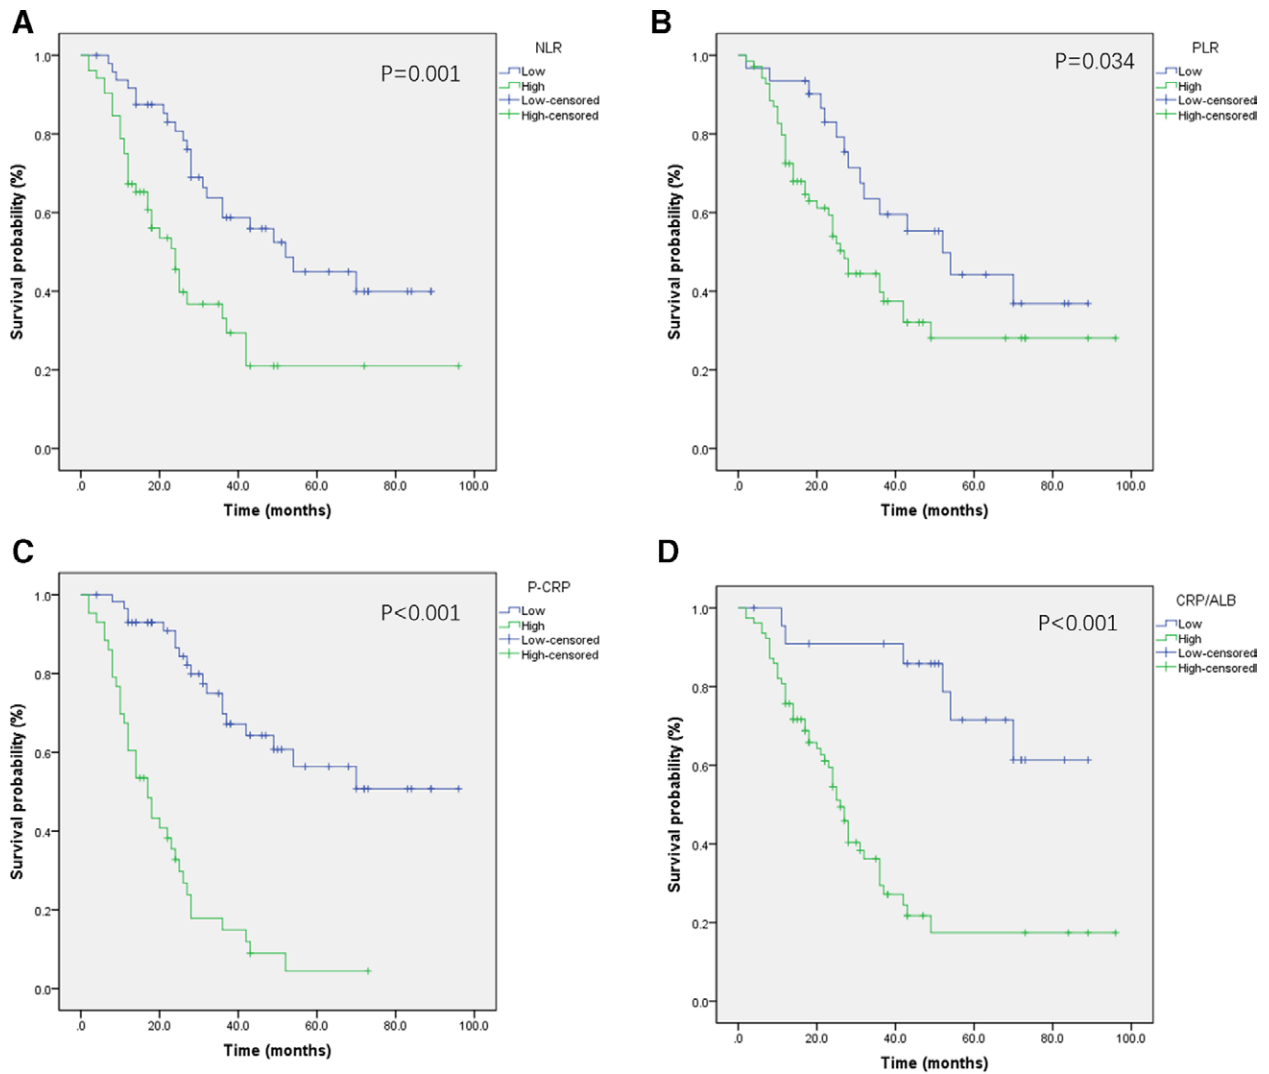 A
NLR
Low
High
Low-censored
High-censored
P=0.001
1.0
0.8
0.6
0.4
0.2
0.0
Survival probability (%)
.0 20.0 40.0 60.0 80.0 100.0
Time (months)
B
PLR
Low
High
Low-censored
High-censored
P=0.034
1.0
0.8
0.6
0.4
0.2
0.0
Survival probability (%)
.0 20.0 40.0 60.0 80.0 100.0
Time (months)
C
P-CRP
Low
High
Low-censored
High-censored
P<0.001
1.0
0.8
0.6
0.4
0.2
0.0
Survival probability (%)
.0 20.0 40.0 60.0 80.0 100.0
Time (months)
D
CRP/ALB
Low
High
Low-censored
High-censored
P<0.001
1.0
0.8
0.6
0.4
0.2
0.0
Survival probability (%)
.0 20.0 40.0 60.0 80.0 100.0
Time (months)